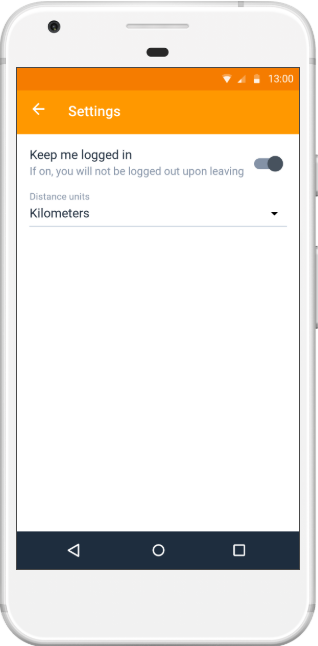 13:00
Settings
Keep me logged in
If on, you will not be logged out upon leaving
Distance units
Kilometers